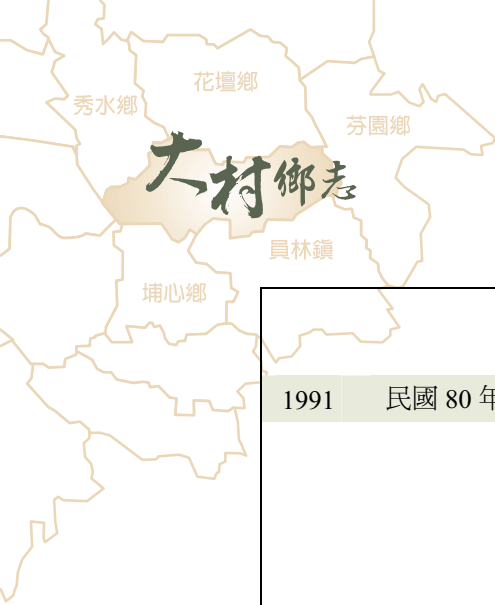 花壇鄉
秀水鄉
芬園鄉
大村鄉志
員林鎮
埔心鄉
1991 民國 80 年